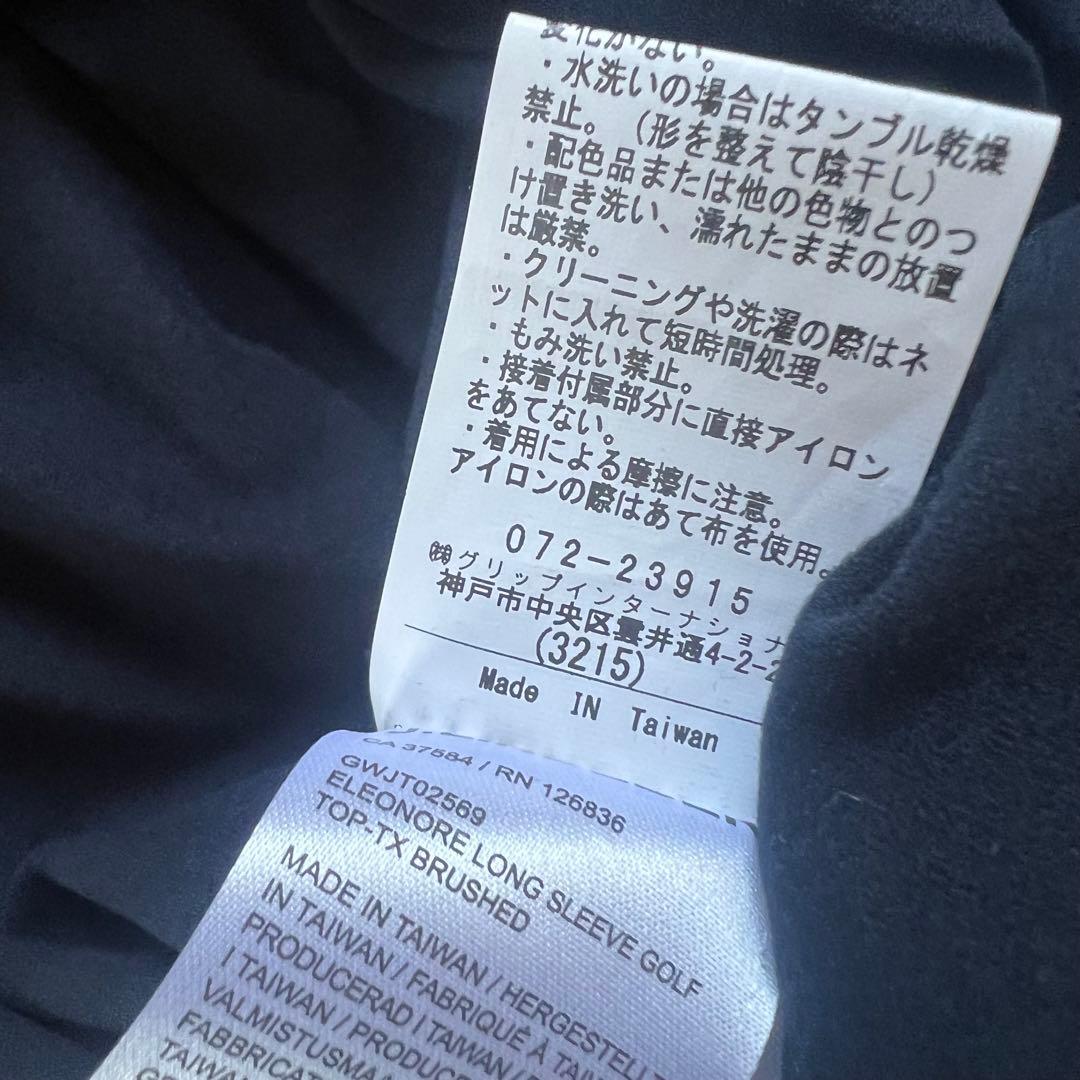 変化がない。
・水洗いの場合はタンブル乾燥
禁止。（形を整えて陰干し）
・配色品または他の色物とのつ
け置き洗い、濡れたままの放置
は厳禁。
・クリーニングや洗濯の際はネ
ットに入れて短時間処理。
・もみ洗い禁止。
・接着付属部分に直接アイロン
をあてない。
・着用による摩擦に注意。
アイロンの際はあて布を使用。
072-23915
㈱グリップインターナショナ
神戸市中央区雲井通4-2-2
(3215)
Made IN Taiwan
CA 37584 / RN 126836
GWJT02569
ELEONORE LONG SLEEVE GOLF
TOP-TX BRUSHED
MADE IN TAIWAN / HERGESTELLT
IN TAIWAN / FABRIQUÉ À TAIW
PRODUCERAD I TAIWAN /
I TAIWAN / PRODUC
VALMISTUSMA
FABBRICAT
TAIWAN